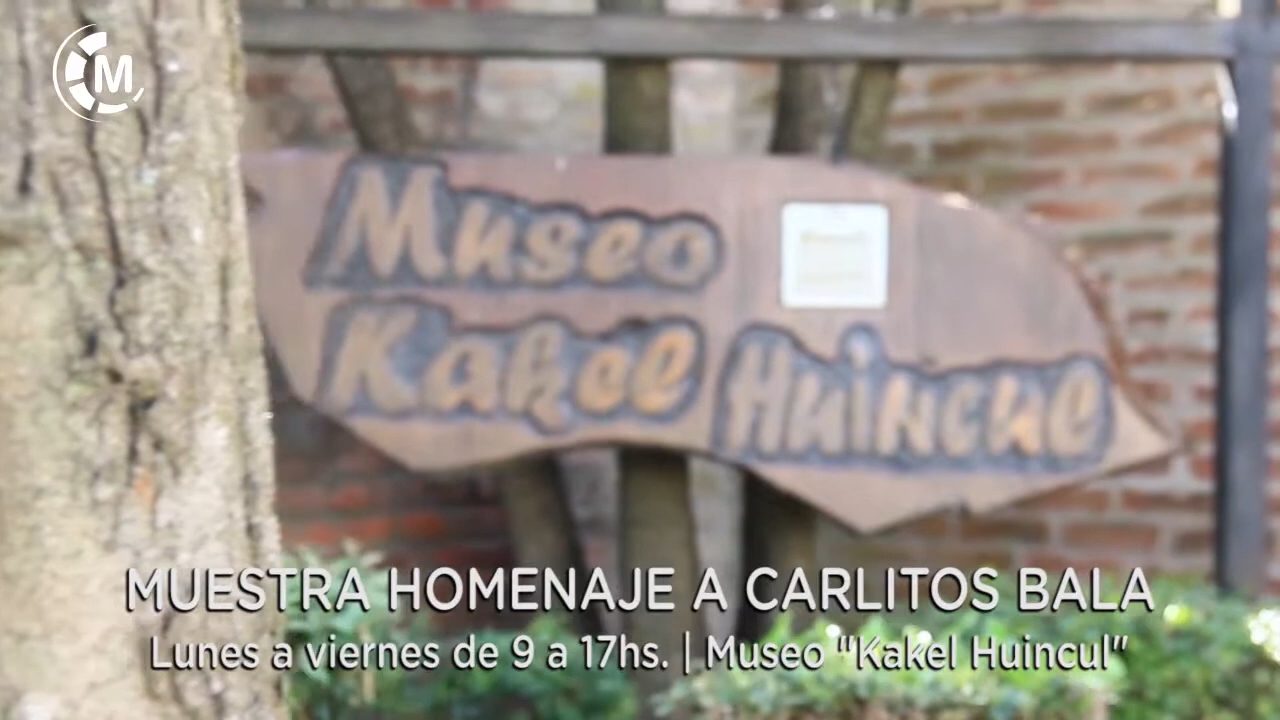 M
Museo
Kakel Huincul
MUESTRA HOMENAJE A CARLITOS BALA
Lunes a viernes de 9 a 17hs. | Museo "Kakel Huincul"